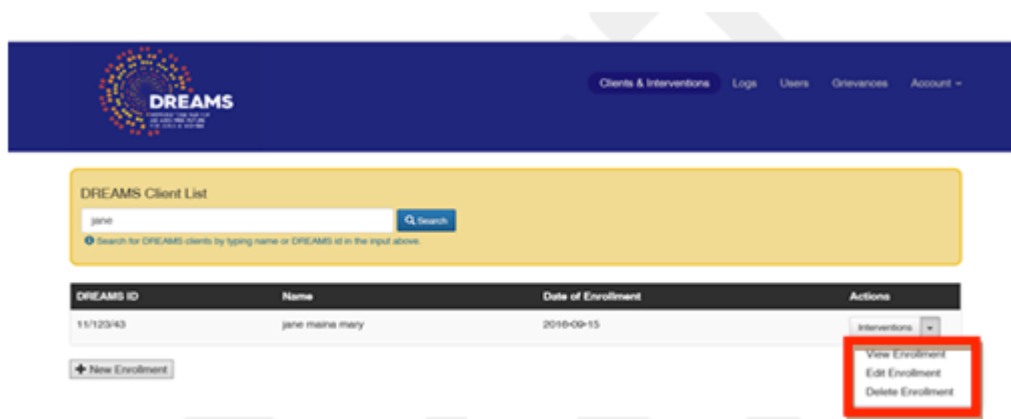 DREAMS
Clients & Interventions Logs Users Grievances Account
DREAMS Client List
jane
Search
Search for DREAMS clients by typing name or DREAMS id in the input above.
DREAMS ID Name Date of Enrollment Actions
11/123/43 jane maina mary 2016-09-15 Interventions
New Enrollment
View Enrollment
Edit Enrollment
Delete Enrollment